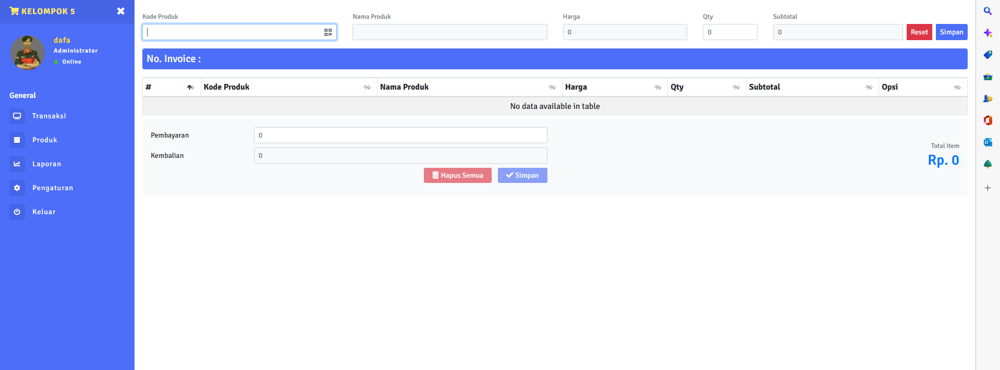 KELOMPOK 5
dafa
Administrator
Online
General
Transaksi
Produk
Laporan
Pengaturan
Keluar
Kode Produk Nama Produk Harga Qty Subtotal
0 0 0 Reset Simpan
No. Invoice :
# Kode Produk Nama Produk Harga Qty Subtotal Opsi
No data available in table
Pembayaran 0
Kembalian 0
Hapus Semua Simpan
Total Item
Rp. 0